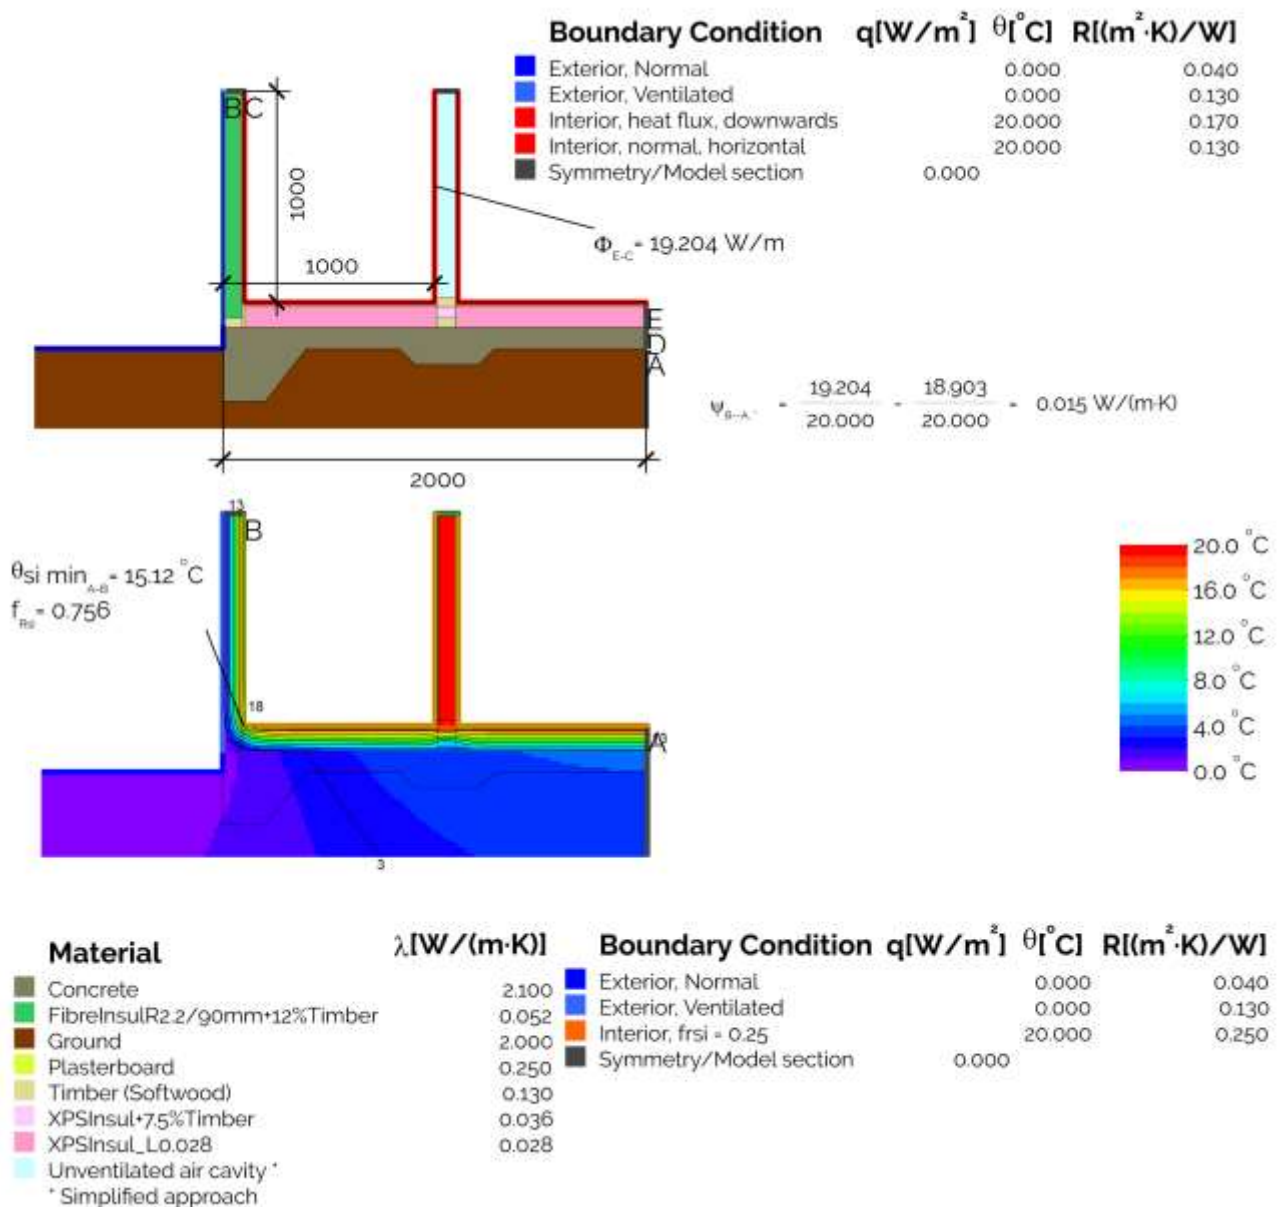 Boundary Condition q[W/m²] θ[°C] R[(m²·K)/W]
Exterior, Normal 0.000 0.040
Exterior, Ventilated 0.000 0.130
Interior, heat flux, downwards 20.000 0.170
Interior, normal, horizontal 20.000 0.130
Symmetry/Model section 0.000
BC
1000
1000
Φ_E-C = 19.204 W/m
E
D
A
ψ_B-A = 19.204/20.000 - 18.903/20.000 = 0.015 W/(m·K)
2000
13
B
θsi min_A-B = 15.12 °C
f_Rsi = 0.756
18
A
3
20.0 °C
16.0 °C
12.0 °C
8.0 °C
4.0 °C
0.0 °C
Material λ[W/(m·K)]
Concrete 2.100
FibreInsulR2.2/90mm+12%Timber 0.052
Ground 2.000
Plasterboard 0.250
Timber (Softwood) 0.130
XPSInsul+7.5%Timber 0.036
XPSInsul_L0.028 0.028
Unventilated air cavity *
* Simplified approach
Boundary Condition q[W/m²] θ[°C] R[(m²·K)/W]
Exterior, Normal 0.000 0.040
Exterior, Ventilated 0.000 0.130
Interior, frsi = 0.25 20.000 0.250
Symmetry/Model section 0.000